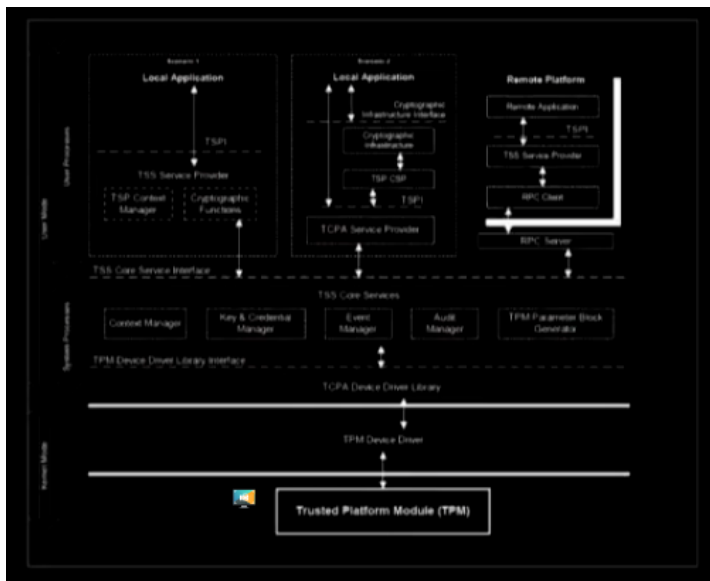 Scenario 1
Local Application
TSPI
TSS Service Provider
TSP Context
Manager
Cryptographic
Functions
Scenario 2
Local Application
Cryptographic
Infrastructure Interface
Cryptographic
Infrastructure
TSP CSP
TSPI
TCPA Service Provider
Remote Platform
Remote Application
TSPI
TSS Service Provider
RPC Client
RPC Server
User Processes
User Mode
TSS Core Service Interface
TSS Core Services
Context Manager
Key & Credential
Manager
Event
Manager
Audit
Manager
TPM Parameter Block
Generator
System Processes
TPM Device Driver Library Interface
TCPA Device Driver Library
TPM Device Driver
Kernel Mode
Trusted Platform Module (TPM)